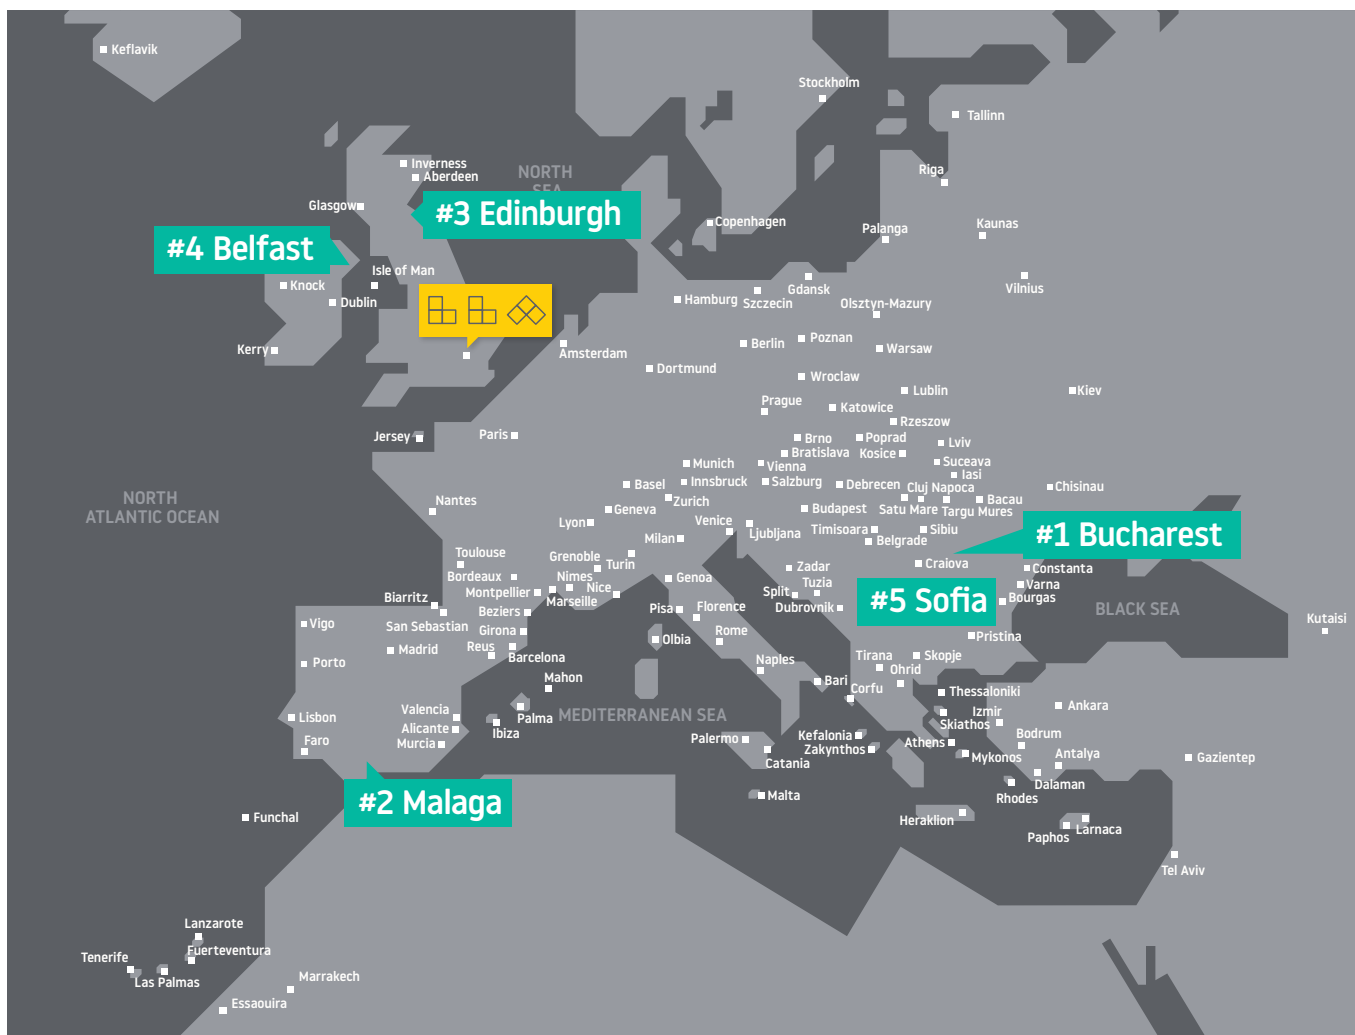 Keflavik
Stockholm
Tallinn
NORTH
SEA
Inverness
Aberdeen
Riga
Glasgow
#3 Edinburgh
Copenhagen
Palanga
Kaunas
#4 Belfast
Isle of Man
Knock
Dublin
Hamburg
Szczecin
Gdansk
Olsztyn-Mazury
Vilnius
Kerry
Amsterdam
Berlin
Poznan
Warsaw
Dortmund
Wroclaw
Lublin
Kiev
Prague
Katowice
Rzeszow
Jersey
Paris
Brno
Poprad
Lviv
Bratislava
Kosice
Munich
Vienna
Suceava
Iasi
Basel
Innsbruck
Salzburg
Debrecen
Cluj Napoca
Chisinau
NORTH
ATLANTIC OCEAN
Nantes
Zurich
Geneva
Budapest
Satu Mare
Targu Mures
Bacau
Lyon
Venice
Ljubljana
Timisoara
Sibiu
#1 Bucharest
Milan
Belgrade
Toulouse
Grenoble
Turin
Zadar
Craiova
Constanta
Bordeaux
Nimes
Genoa
Tuzia
Varna
Montpellier
Nice
Split
#5 Sofia
Bourgas
Biarritz
Marseille
Beziers
Pisa
Florence
Dubrovnik
BLACK SEA
Kutaisi
Vigo
San Sebastian
Girona
Rome
Olbia
Pristina
Madrid
Reus
Barcelona
Porto
Naples
Tirana
Skopje
Ohrid
Mahon
Bari
Corfu
Thessaloniki
Lisbon
Valencia
Palma
MEDITERRANEAN SEA
Skiathos
Izmir
Ankara
Alicante
Ibiza
Faro
Murcia
Palermo
Kefalonia
Zakynthos
Athens
Bodrum
Catania
Mykonos
Antalya
Gazientep
#2 Malaga
Malta
Rhodes
Dalaman
Funchal
Heraklion
Paphos
Larnaca
Tel Aviv
Lanzarote
Fuerteventura
Tenerife
Las Palmas
Marrakech
Essaouira